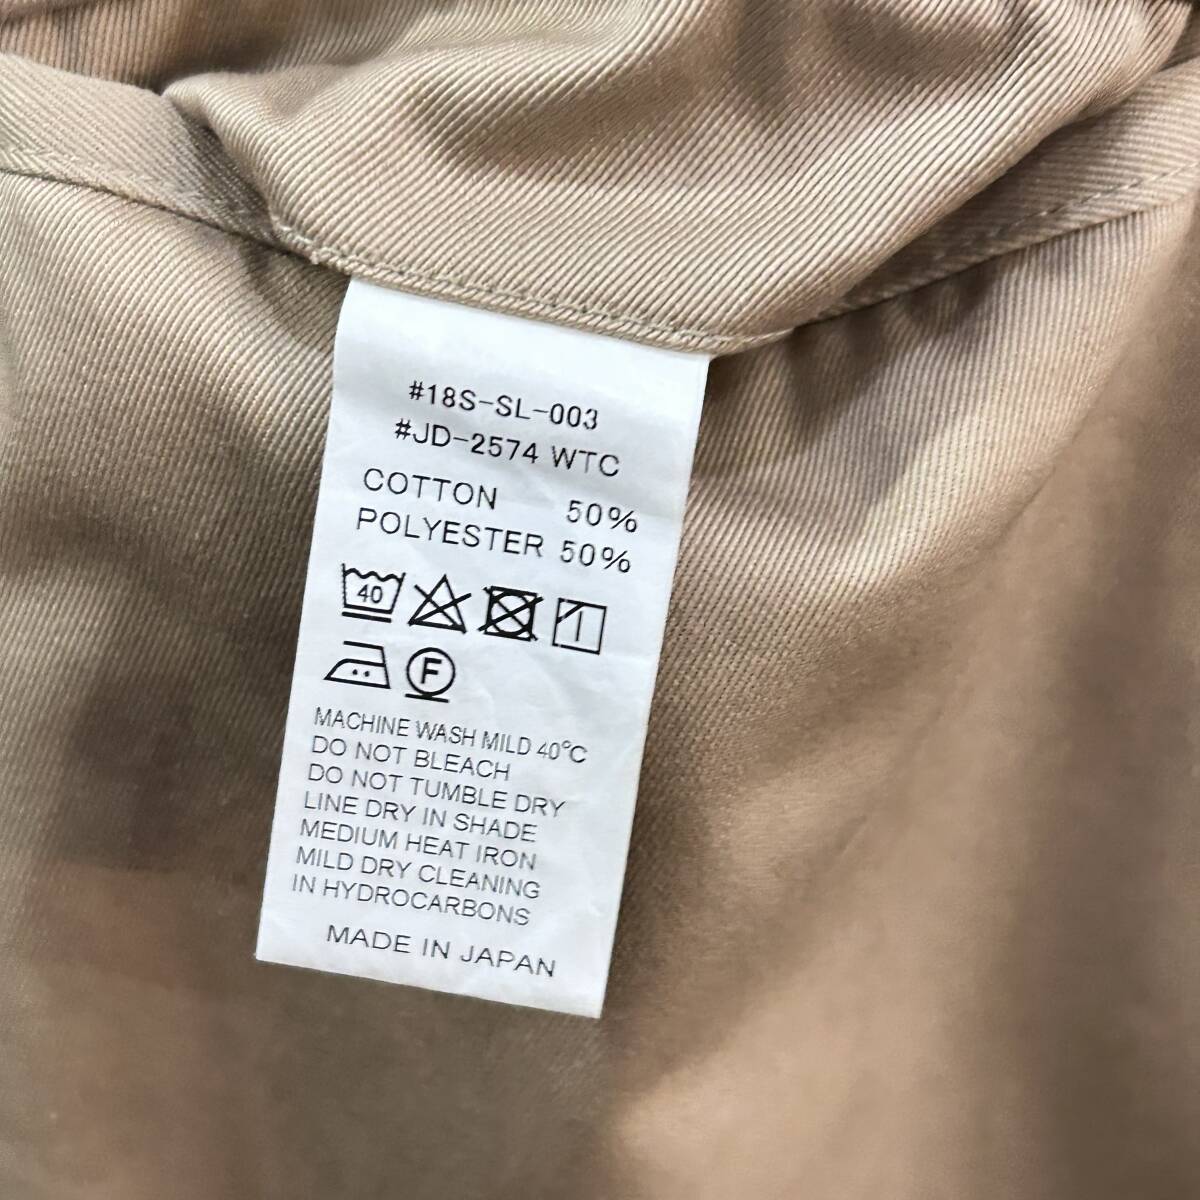 #18S-SL-003
#JD-2574 WTC
COTTON 50%
POLYESTER 50%
40
F
MACHINE WASH MILD 40°C
DO NOT BLEACH
DO NOT TUMBLE DRY
LINE DRY IN SHADE
MEDIUM HEAT IRON
MILD DRY CLEANING
IN HYDROCARBONS
MADE IN JAPAN